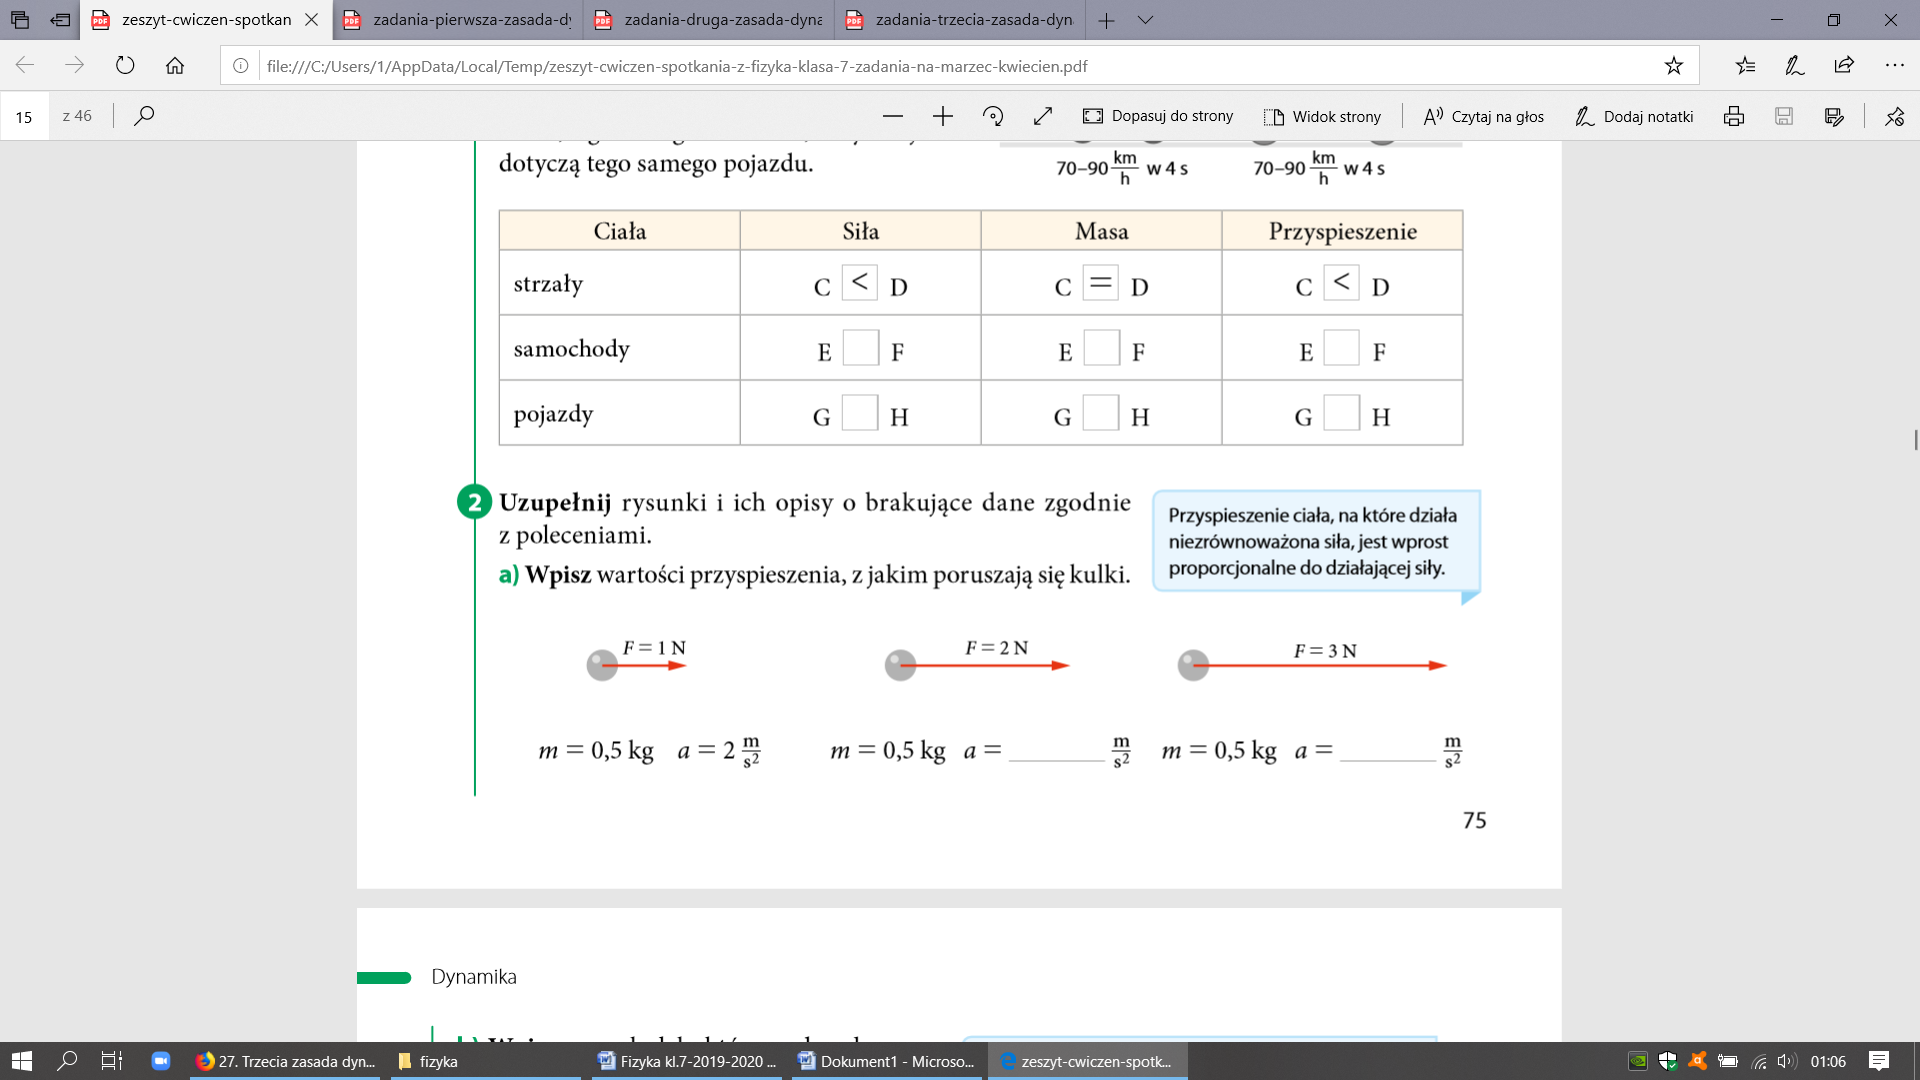 zeszyt-cwiczen-spotkan
zadania-pierwsza-zasada-dy
zadania-druga-zasada-dyna
zadania-trzecia-zasada-dyn
file:///C:/Users/1/AppData/Local/Temp/zeszyt-cwiczen-spotkania-z-fizyka-klasa-7-zadania-na-marzec-kwiecien.pdf
15 z 46
Dopasuj do strony
Widok strony
Czytaj na głos
Dodaj notatki
dotyczą tego samego pojazdu.
70–90 km/h w 4 s
70–90 km/h w 4 s
Ciała Siła Masa Przyspieszenie
strzały C < D C = D C < D
samochody E F E F E F
pojazdy G H G H G H
2 Uzupełnij rysunki i ich opisy o brakujące dane zgodnie
z poleceniami.
a) Wpisz wartości przyspieszenia, z jakim poruszają się kulki.
Przyspieszenie ciała, na które działa
niezrównoważona siła, jest wprost
proporcjonalne do działającej siły.
F = 1 N
F = 2 N
F = 3 N
m = 0,5 kg a = 2 m/s²
m = 0,5 kg a = ________ m/s²
m = 0,5 kg a = ________ m/s²
75
Dynamika
27. Trzecia zasada dyn...
fizyka
Fizyka kl.7-2019-2020 ...
Dokument1 - Microso...
zeszyt-cwiczen-spotk...
01:06